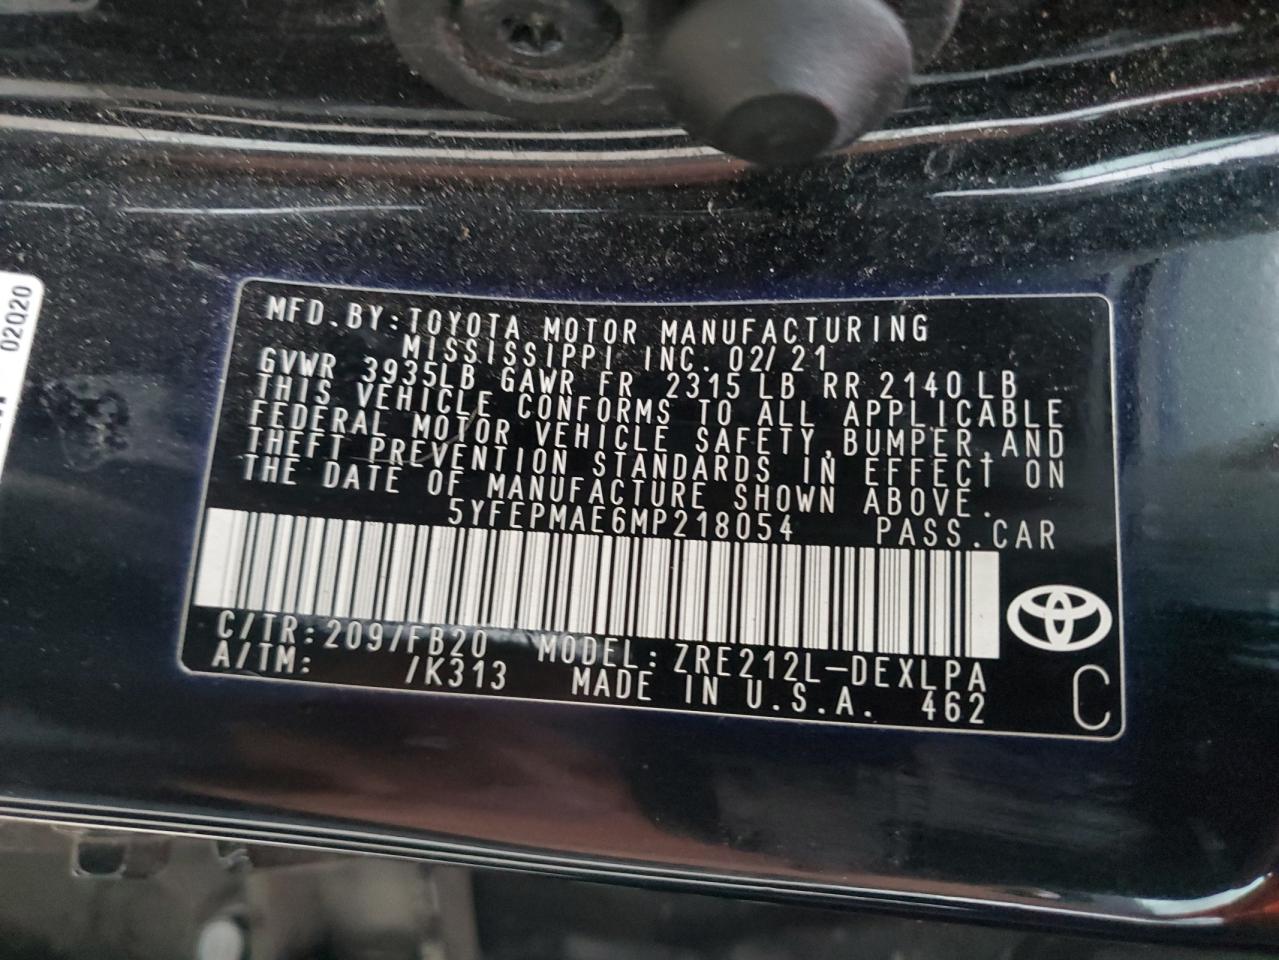 02020
MFD.BY:TOYOTA MOTOR MANUFACTURING
MISSISSIPPI INC. 02/21
GVWR 3935LB GAWR FR 2315LB RR 2140LB
THIS VEHICLE CONFORMS TO ALL APPLICABLE
FEDERAL MOTOR VEHICLE SAFETY,BUMPER,AND
THEFT PREVENTION STANDARDS IN EFFECT ON
THE DATE OF MANUFACTURE SHOWN ABOVE.
5YFEPMAE6MP218054 PASS.CAR
C/TR:209/FB20 MODEL:ZRE212L-DEXLPA
A/TM: /K313 MADE IN U.S.A. 462 C